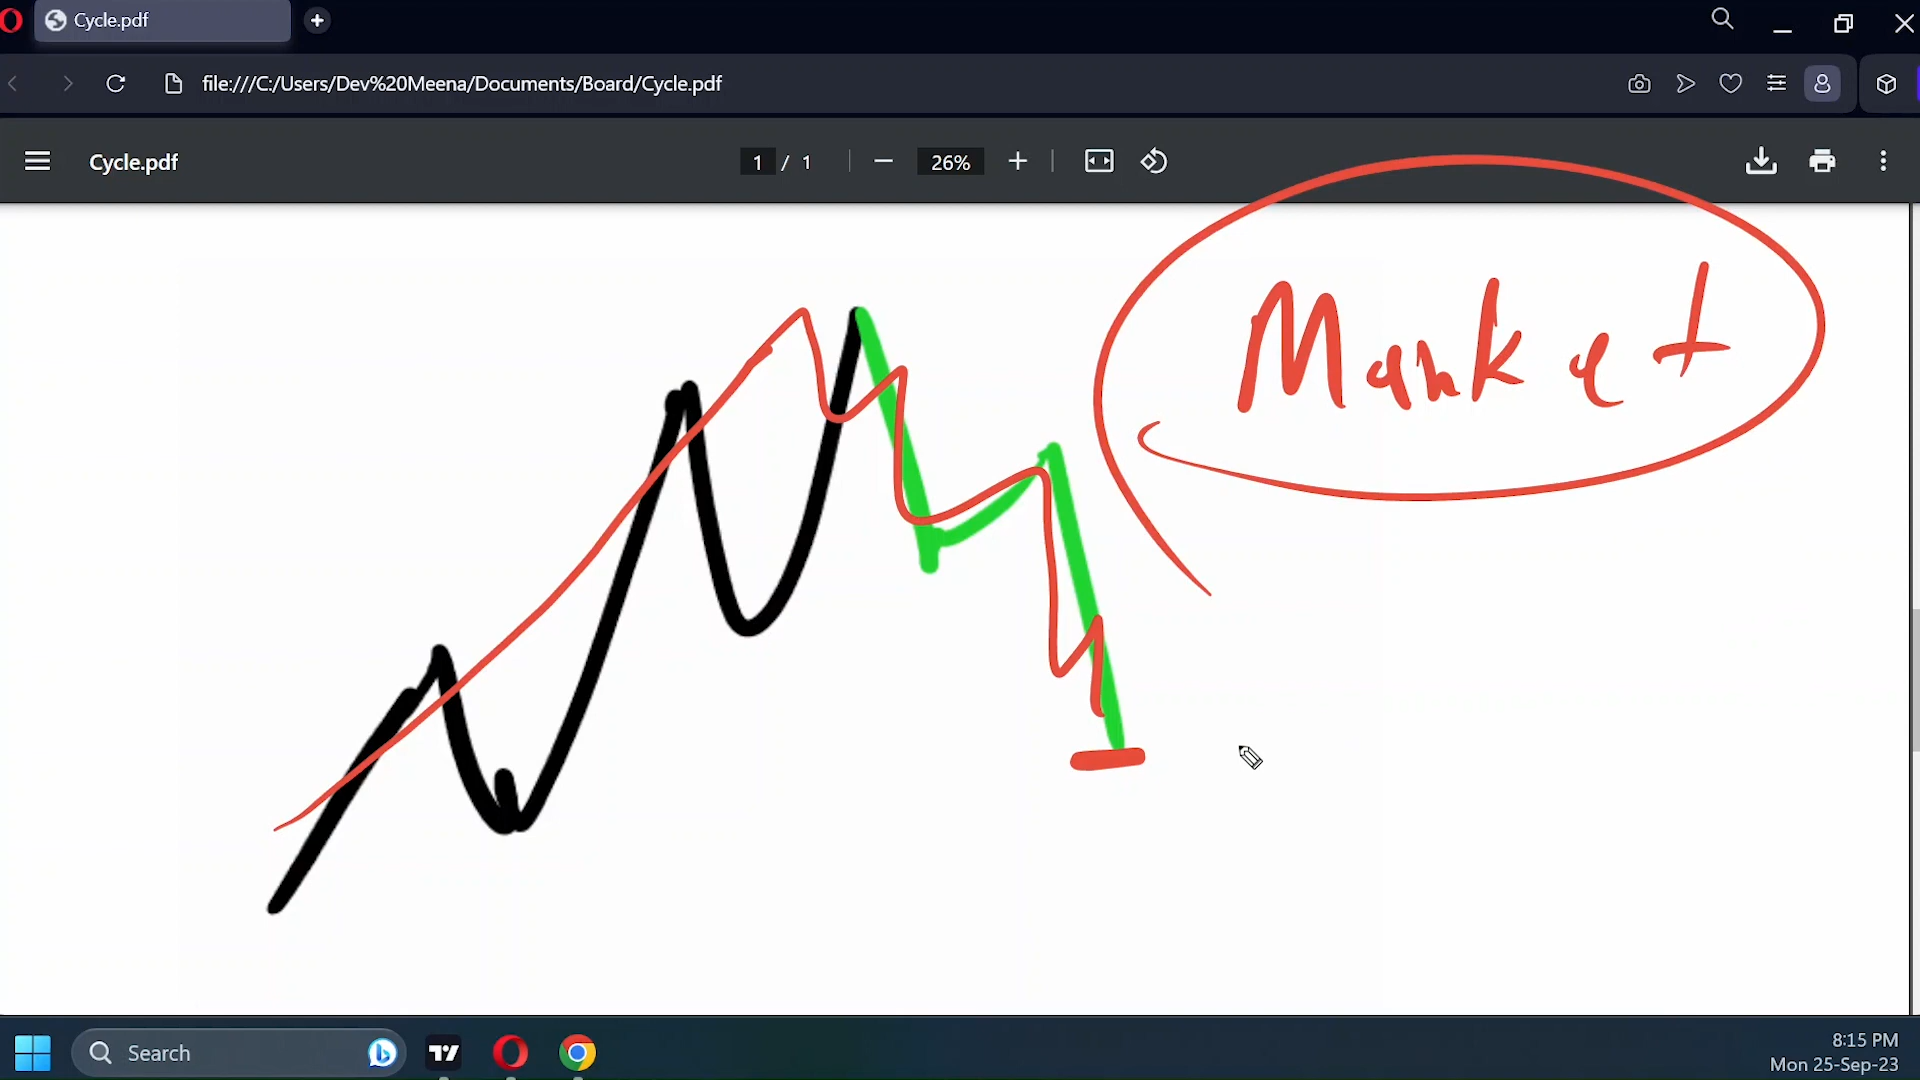 Cycle.pdf
file:///C:/Users/Dev%20Meena/Documents/Board/Cycle.pdf
Cycle.pdf
1 / 1
26%
Market
Search
8:15 PM
Mon 25-Sep-23